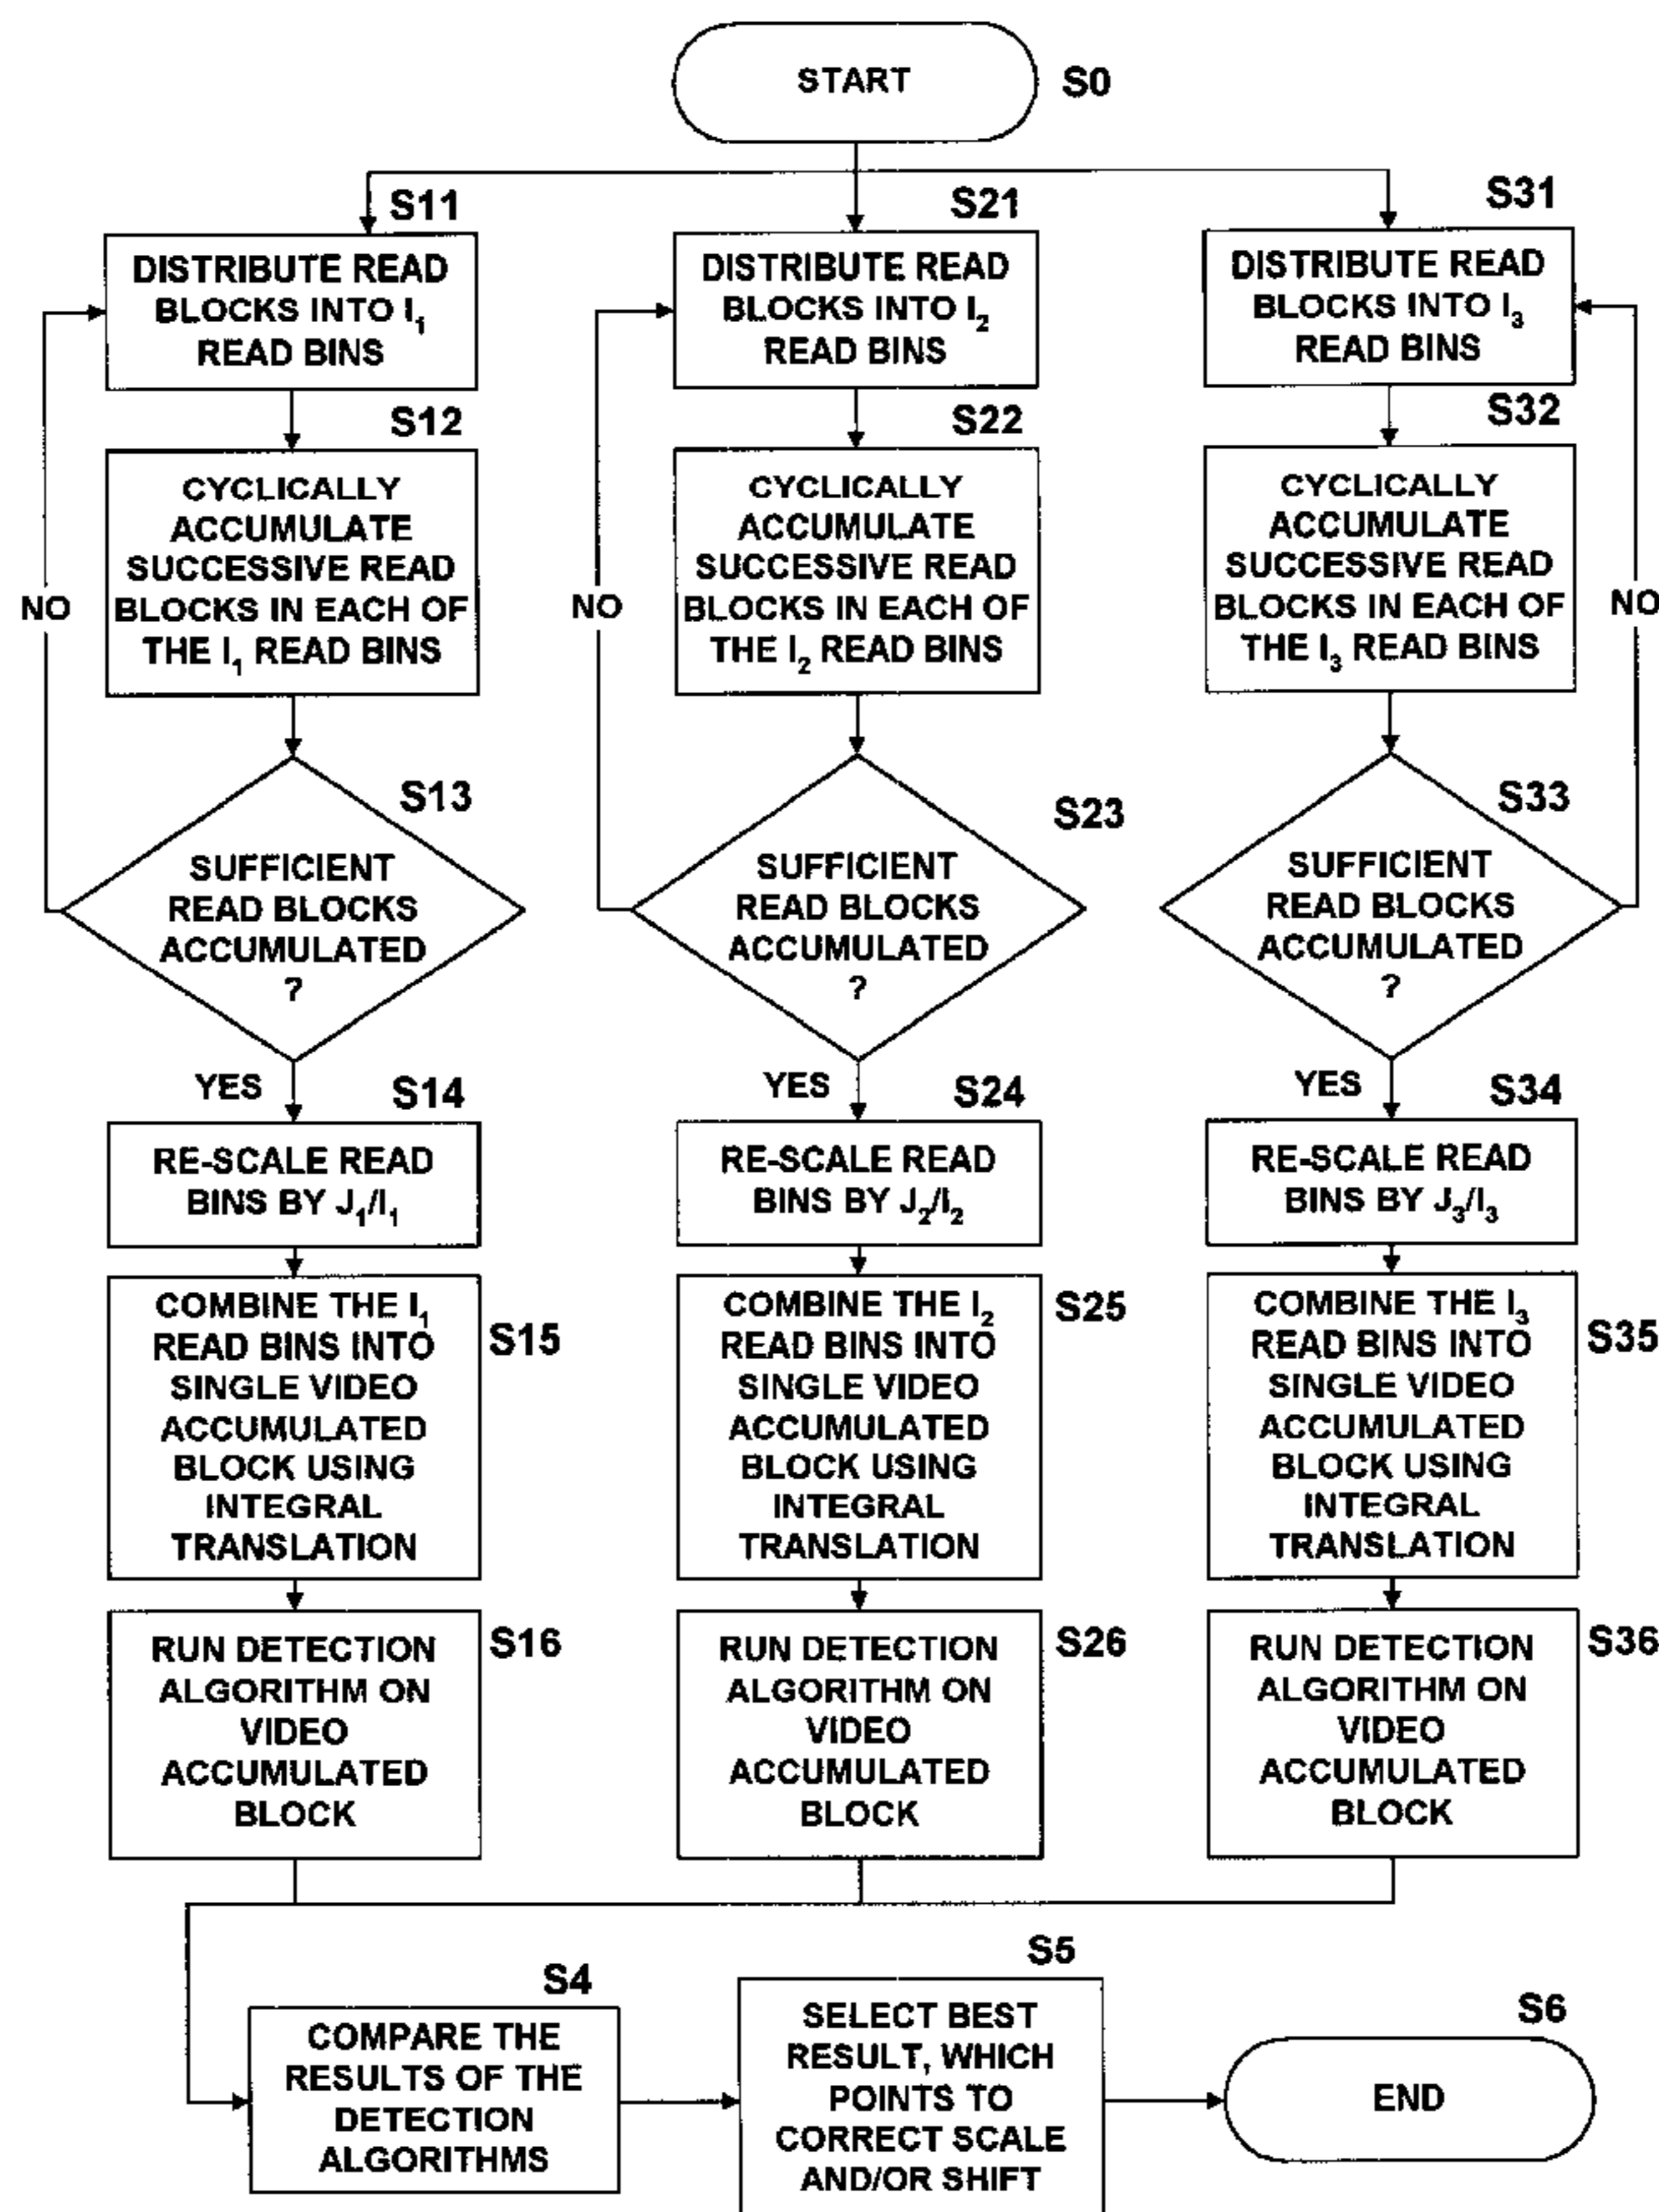 START
S0
S11
DISTRIBUTE READ
BLOCKS INTO I₁
READ BINS
S12
CYCLICALLY
ACCUMULATE
SUCCESSIVE READ
BLOCKS IN EACH OF
THE I₁ READ BINS
NO
S13
SUFFICIENT
READ BLOCKS
ACCUMULATED
?
YES
S14
RE-SCALE READ
BINS BY J₁/I₁
S15
COMBINE THE I₁
READ BINS INTO
SINGLE VIDEO
ACCUMULATED
BLOCK USING
INTEGRAL
TRANSLATION
S16
RUN DETECTION
ALGORITHM ON
VIDEO
ACCUMULATED
BLOCK
S21
DISTRIBUTE READ
BLOCKS INTO I₂
READ BINS
S22
CYCLICALLY
ACCUMULATE
SUCCESSIVE READ
BLOCKS IN EACH OF
THE I₂ READ BINS
NO
S23
SUFFICIENT
READ BLOCKS
ACCUMULATED
?
YES
S24
RE-SCALE READ
BINS BY J₂/I₂
S25
COMBINE THE I₂
READ BINS INTO
SINGLE VIDEO
ACCUMULATED
BLOCK USING
INTEGRAL
TRANSLATION
S26
RUN DETECTION
ALGORITHM ON
VIDEO
ACCUMULATED
BLOCK
S31
DISTRIBUTE READ
BLOCKS INTO I₃
READ BINS
S32
CYCLICALLY
ACCUMULATE
SUCCESSIVE READ
BLOCKS IN EACH OF
THE I₃ READ BINS
NO
S33
SUFFICIENT
READ BLOCKS
ACCUMULATED
?
YES
S34
RE-SCALE READ
BINS BY J₃/I₃
S35
COMBINE THE I₃
READ BINS INTO
SINGLE VIDEO
ACCUMULATED
BLOCK USING
INTEGRAL
TRANSLATION
S36
RUN DETECTION
ALGORITHM ON
VIDEO
ACCUMULATED
BLOCK
S4
COMPARE THE
RESULTS OF THE
DETECTION
ALGORITHMS
S5
SELECT BEST
RESULT, WHICH
POINTS TO
CORRECT SCALE
AND/OR SHIFT
S6
END